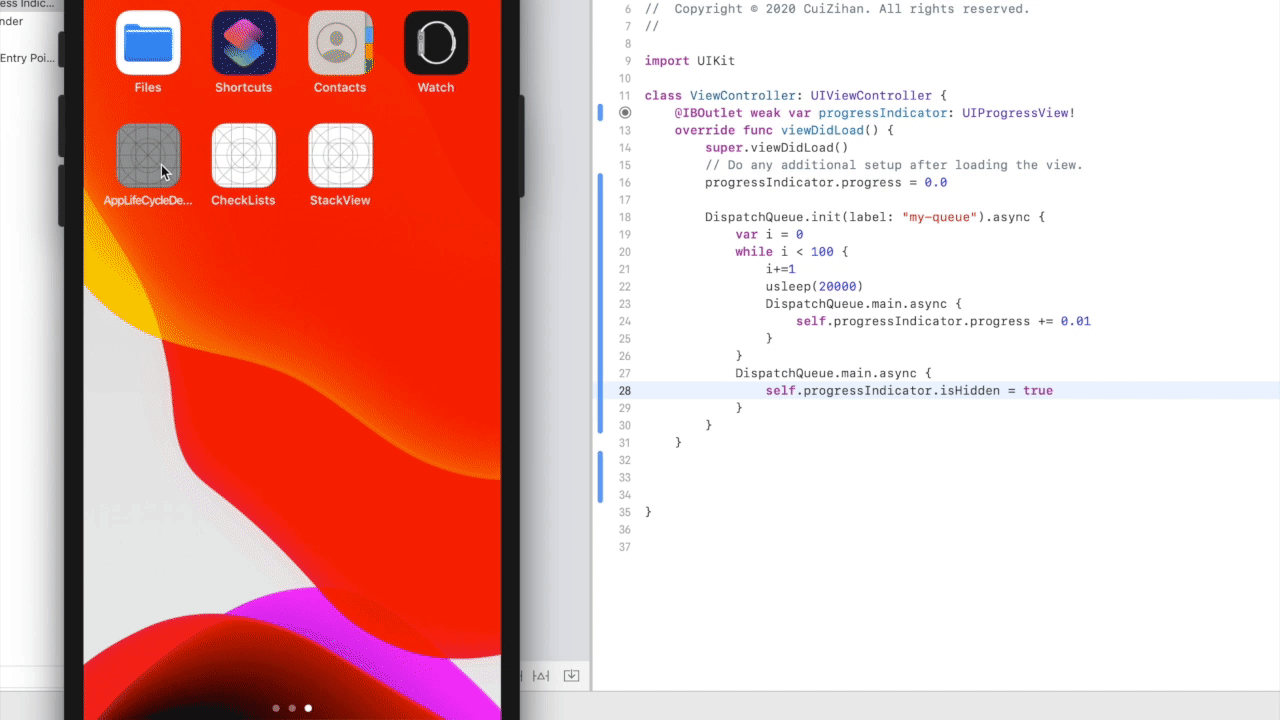 ess Indic...
nder
Entry Poi...
Files
Shortcuts
Contacts
Watch
AppLifeCycleDe...
CheckLists
StackView
6 // Copyright © 2020 CuiZihan. All rights reserved.
7 //
8
9 import UIKit
10
11 class ViewController: UIViewController {
@IBOutlet weak var progressIndicator: UIProgressView!
13 override func viewDidLoad() {
14 super.viewDidLoad()
15 // Do any additional setup after loading the view.
16 progressIndicator.progress = 0.0
17
18 DispatchQueue.init(label: "my-queue").async {
19 var i = 0
20 while i < 100 {
21 i+=1
22 usleep(20000)
23 DispatchQueue.main.async {
24 self.progressIndicator.progress += 0.01
25 }
26 }
27 DispatchQueue.main.async {
28 self.progressIndicator.isHidden = true
29 }
30 }
31 }
32
33
34
35 }
36
37